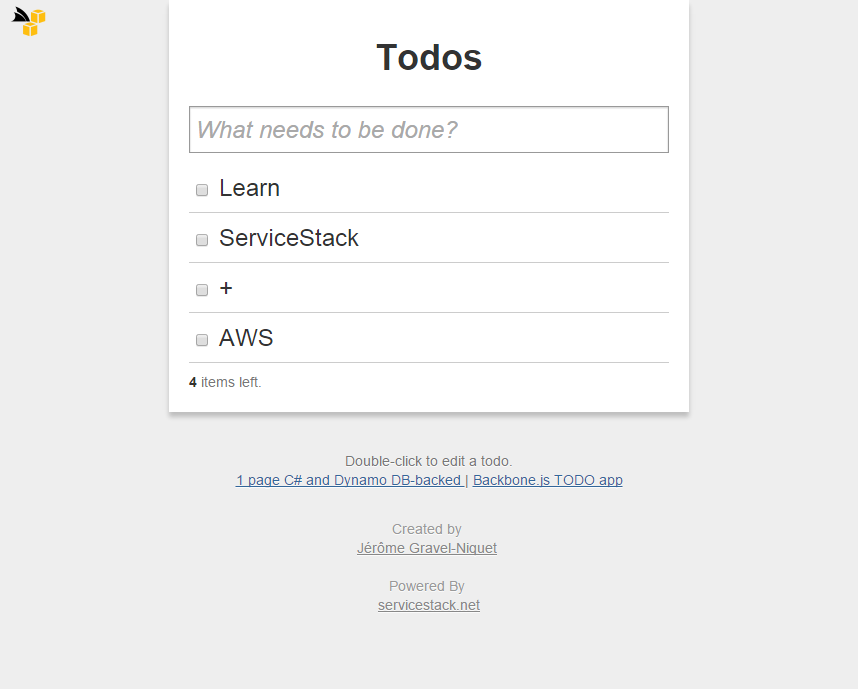 Todos
What needs to be done?
Learn
ServiceStack
+
AWS
4 items left.
Double-click to edit a todo.
1 page C# and Dynamo DB-backed | Backbone.js TODO app
Created by
Jérôme Gravel-Niquet
Powered By
servicestack.net